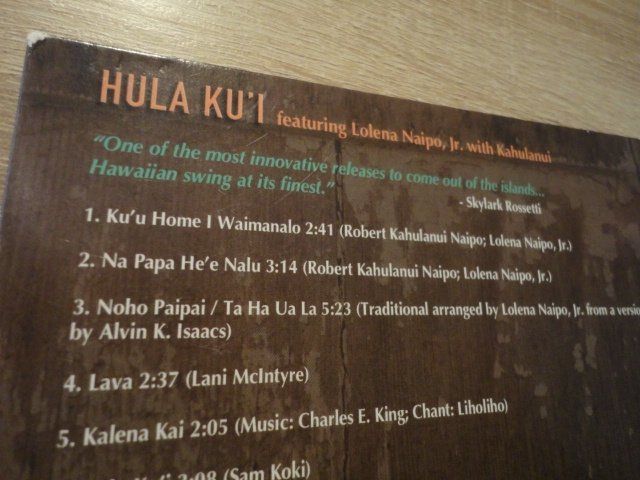 HULA KU'I featuring Lolena Naipo, Jr. with Kahulanui
"One of the most innovative releases to come out of the islands...
Hawaiian swing at its finest."
- Skylark Rossetti
1. Ku'u Home I Waimanalo 2:41 (Robert Kahulanui Naipo; Lolena Naipo, Jr.)
2. Na Papa He'e Nalu 3:14 (Robert Kahulanui Naipo; Lolena Naipo, Jr.)
3. Noho Paipai / Ta Ha Ua La 5:23 (Traditional arranged by Lolena Naipo, Jr. from a versio
by Alvin K. Isaacs)
4. Lava 2:37 (Lani McIntyre)
5. Kalena Kai 2:05 (Music: Charles E. King; Chant: Liholiho)
2:08 (Sam Koki)